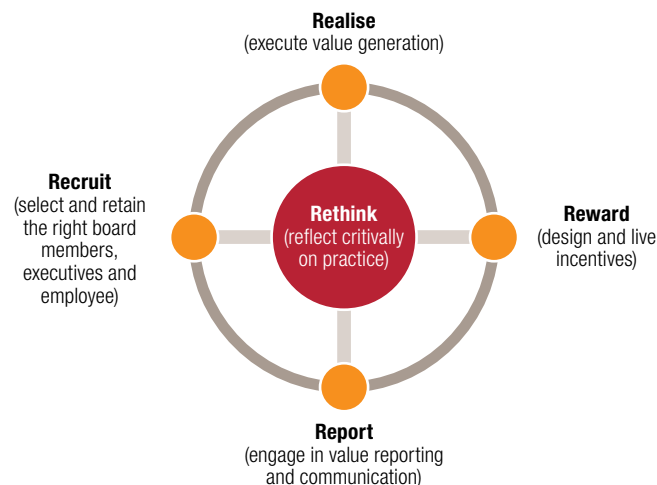 Realise
(execute value generation)
Recruit
(select and retain
the right board
members,
executives and
employee)
Rethink
(reflect critivally
on practice)
Reward
(design and live
incentives)
Report
(engage in value reporting
and communication)